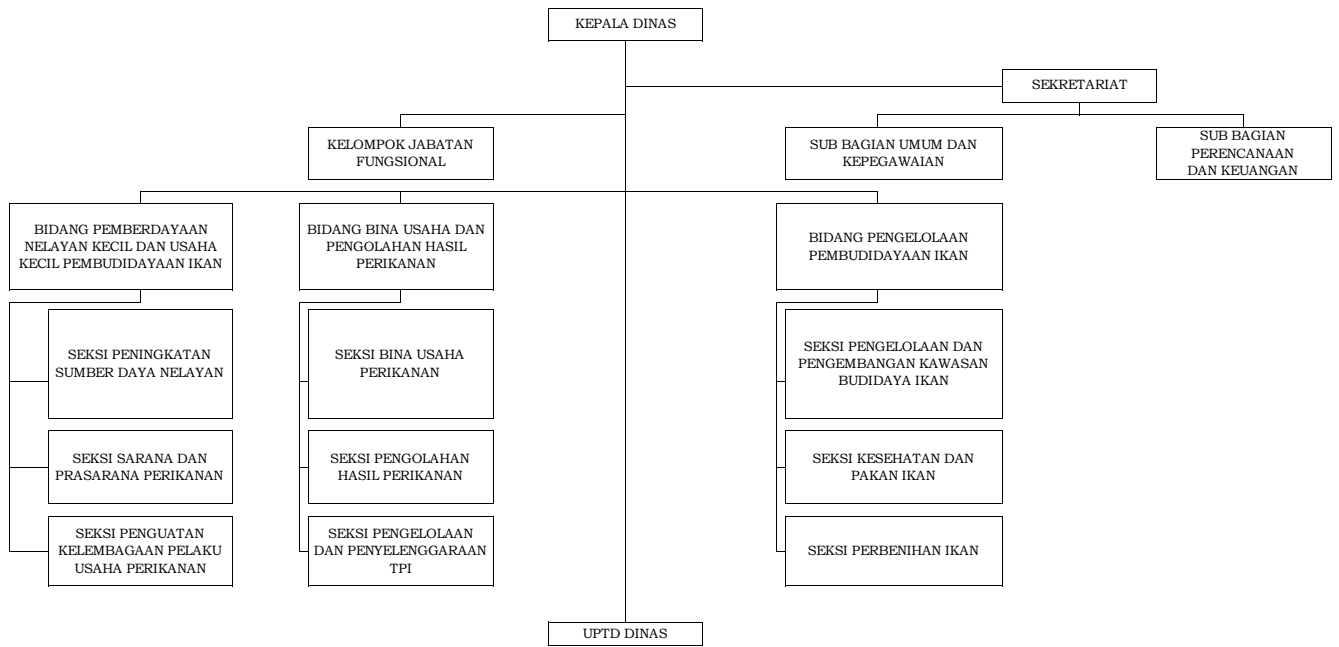 KEPALA DINAS
SEKRETARIAT
KELOMPOK JABATAN
FUNGSIONAL
SUB BAGIAN UMUM DAN
KEPEGAWAIAN
SUB BAGIAN
PERENCANAAN
DAN KEUANGAN
BIDANG PEMBERDAYAAN
NELAYAN KECIL DAN USAHA
KECIL PEMBUDIDAYAAN IKAN
BIDANG BINA USAHA DAN
PENGOLAHAN HASIL
PERIKANAN
BIDANG PENGELOLAAN
PEMBUDIDAYAAN IKAN
SEKSI PENINGKATAN
SUMBER DAYA NELAYAN
SEKSI BINA USAHA
PERIKANAN
SEKSI PENGELOLAAN DAN
PENGEMBANGAN KAWASAN
BUDIDAYA IKAN
SEKSI SARANA DAN
PRASARANA PERIKANAN
SEKSI PENGOLAHAN
HASIL PERIKANAN
SEKSI KESEHATAN DAN
PAKAN IKAN
SEKSI PENGUATAN
KELEMBAGAAN PELAKU
USAHA PERIKANAN
SEKSI PENGELOLAAN
DAN PENYELENGGARAAN
TPI
SEKSI PERBENIHAN IKAN
UPTD DINAS